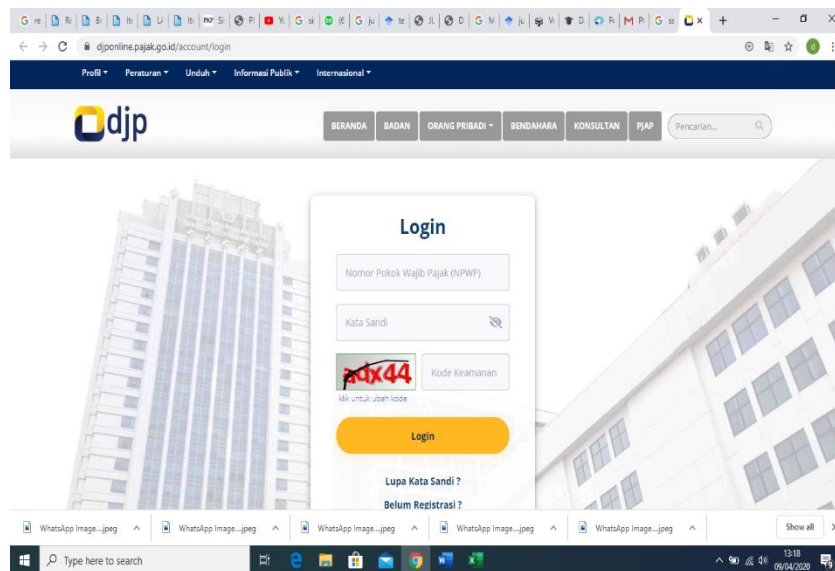 djponline.pajak.go.id/account/login
Profil Peraturan Unduh Informasi Publik Internasional
djp
BERANDA BADAN ORANG PRIBADI BENDAHARA KONSULTAN PJAP Pencarian...
Login
Nomor Pokok Wajib Pajak (NPWP)
Kata Sandi
adx44 Kode Keamanan
klik untuk ubah kode
Login
Lupa Kata Sandi ?
Belum Registrasi ?
WhatsApp Image....jpeg WhatsApp Image....jpeg WhatsApp Image....jpeg WhatsApp Image....jpeg WhatsApp Image....jpeg Show all
Type here to search
13:18
09/04/2020